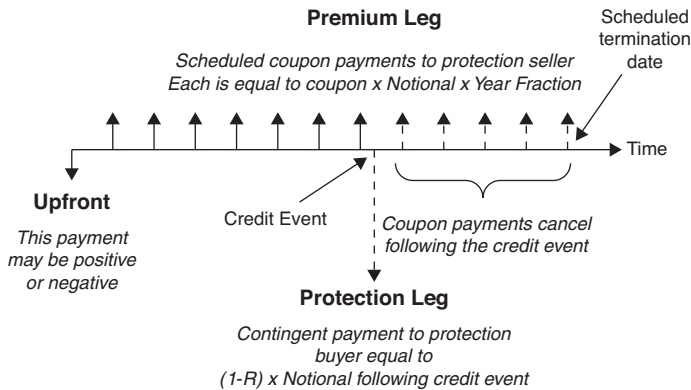 Premium Leg
Scheduled coupon payments to protection seller
Each is equal to coupon x Notional x Year Fraction
Scheduled
termination
date
Time
Upfront
This payment
may be positive
or negative
Credit Event
Coupon payments cancel
following the credit event
Protection Leg
Contingent payment to protection
buyer equal to
(1-R) x Notional following credit event